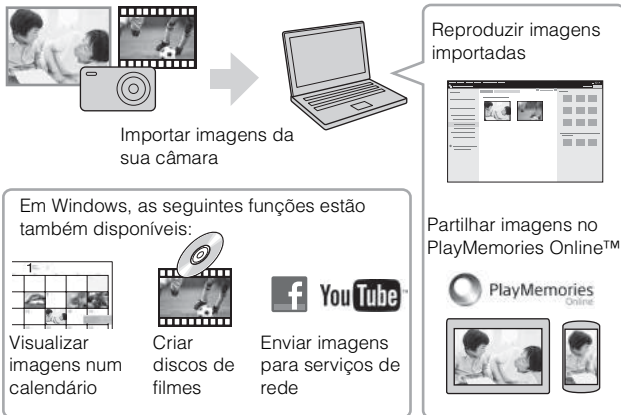 Importar imagens da
sua câmara
Reproduzir imagens
importadas
Em Windows, as seguintes funções estão
também disponíveis:
1
Visualizar
imagens num
calendário
Criar
discos de
filmes
f You Tube
Enviar imagens
para serviços de
rede
Partilhar imagens no
PlayMemories Online™
PlayMemories
Online